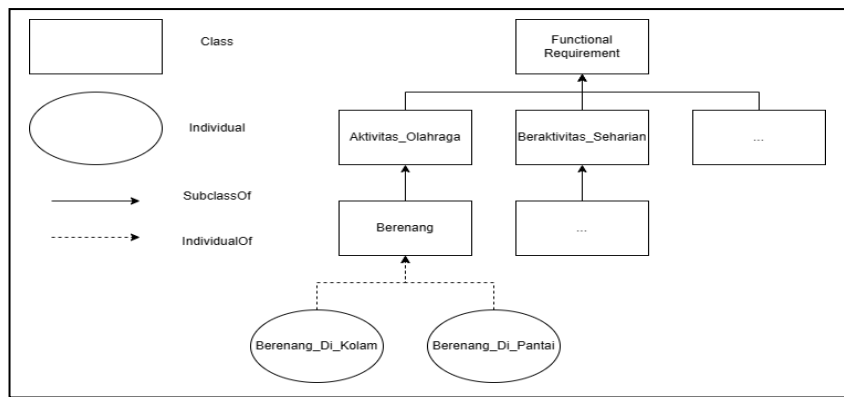 Class
Individual
SubclassOf
IndividualOf
Functional
Requirement
Aktivitas_Olahraga
Beraktivitas_Seharian
...
Berenang
...
Berenang_Di_Kolam
Berenang_Di_Pantai